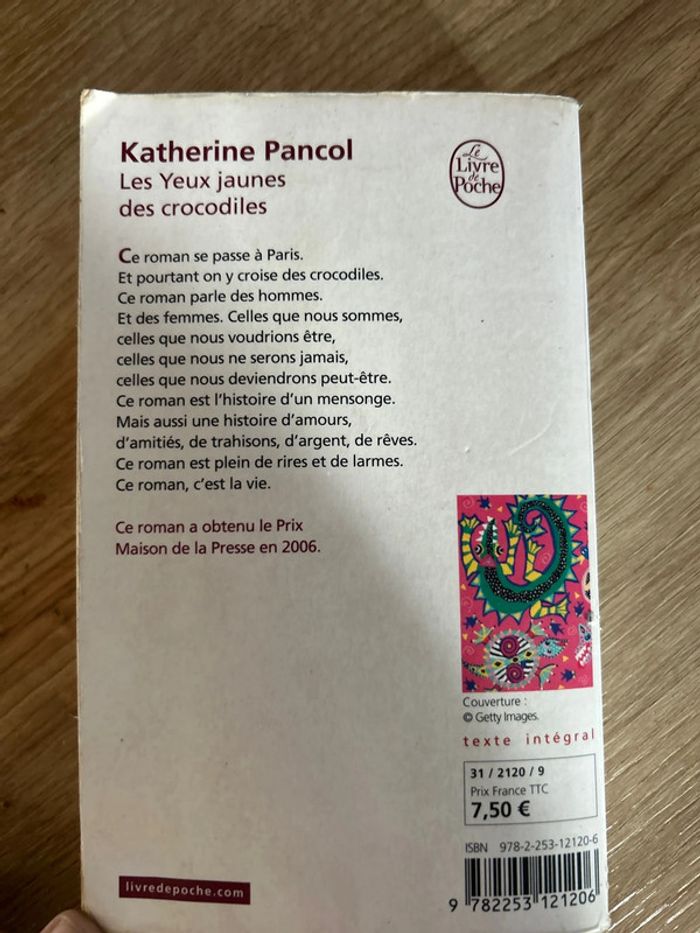 Katherine Pancol
Les Yeux jaunes
des crocodiles
Le
Livre
de
Poche
Ce roman se passe à Paris.
Et pourtant on y croise des crocodiles.
Ce roman parle des hommes.
Et des femmes. Celles que nous sommes,
celles que nous voudrions être,
celles que nous ne serons jamais,
celles que nous deviendrons peut-être.
Ce roman est l'histoire d'un mensonge.
Mais aussi une histoire d'amours,
d'amitiés, de trahisons, d'argent, de rêves.
Ce roman est plein de rires et de larmes.
Ce roman, c'est la vie.
Ce roman a obtenu le Prix
Maison de la Presse en 2006.
Couverture :
© Getty Images.
texte intégral
31 / 2120 / 9
Prix France TTC
7,50 €
ISBN 978-2-253-12120-6
9 782253 121206
livredepoche.com